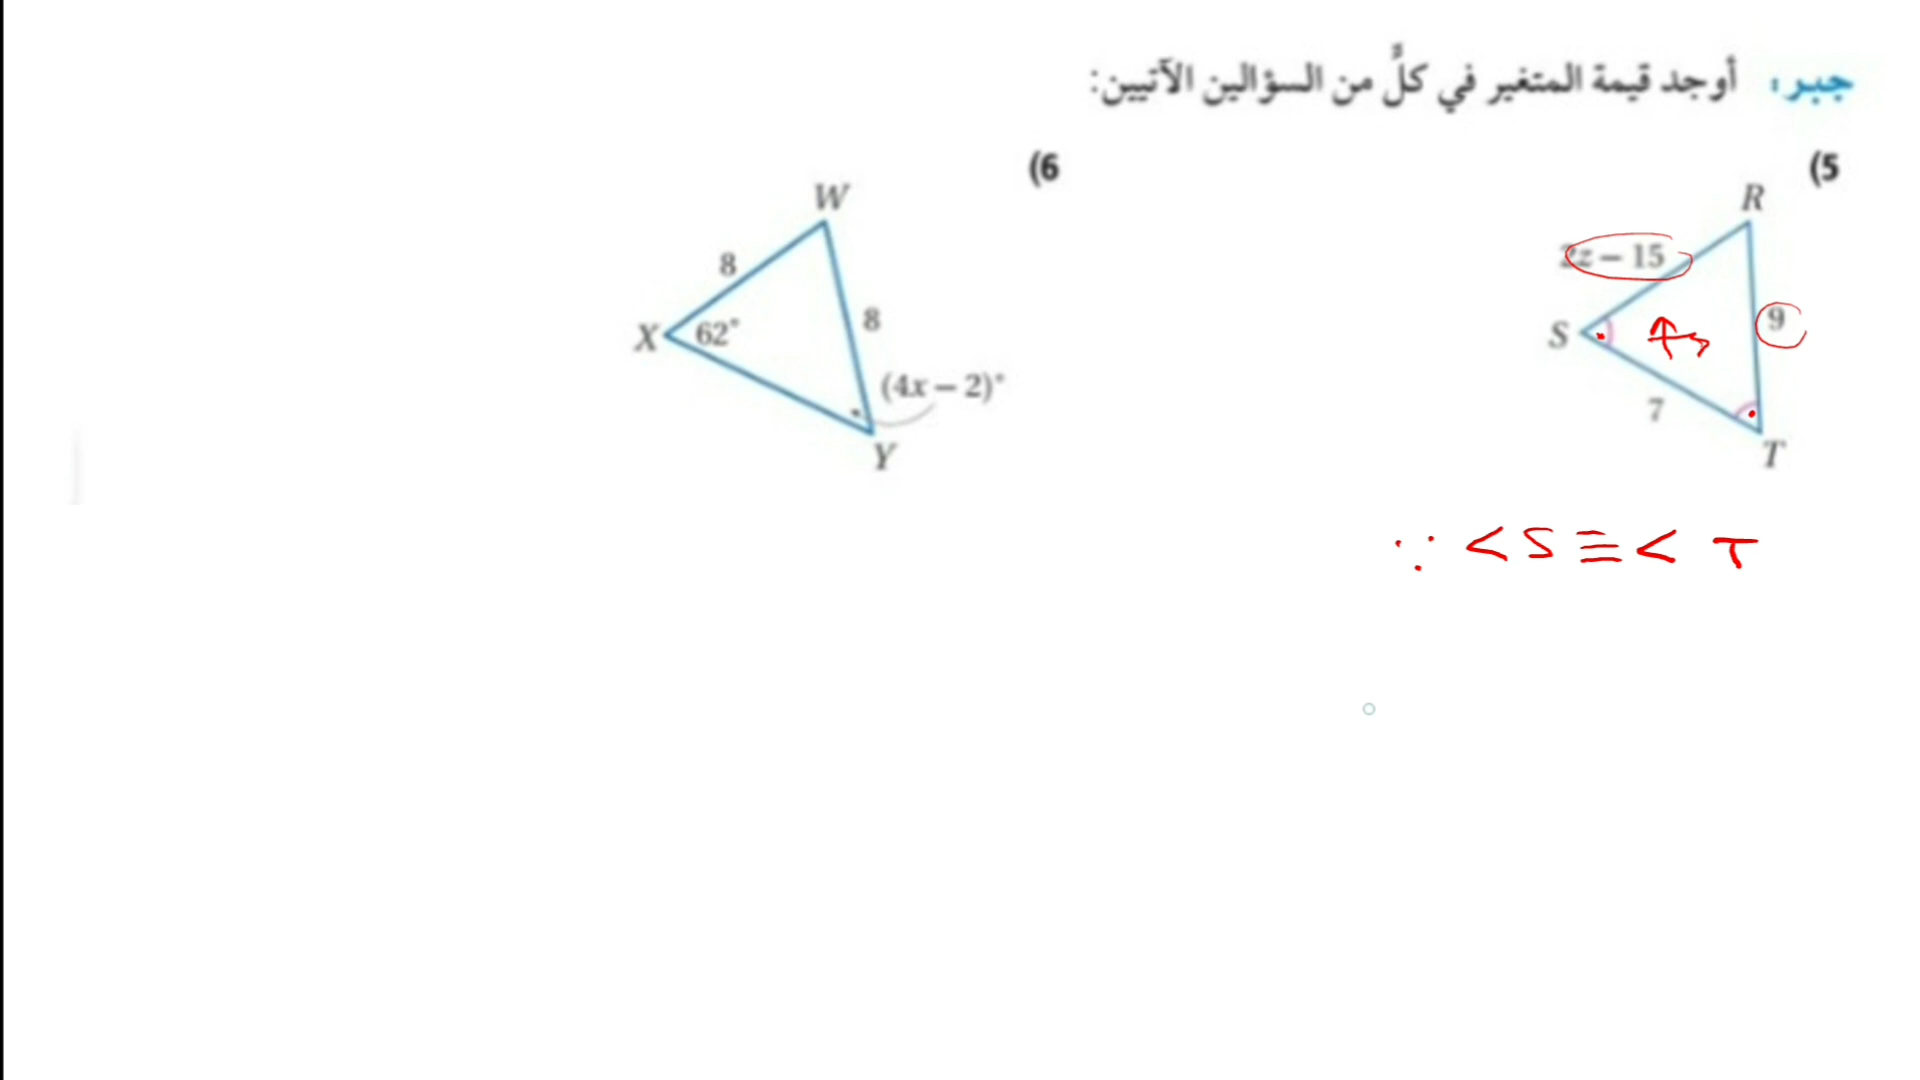 جبر: أوجد قيمة المتغير في كلٍّ من السؤالين الآتيين:
(5
R
2z − 15
9
S
7
T
(6
W
8
8
X
62°
(4x − 2)°
Y
∵ < S ≡ < T